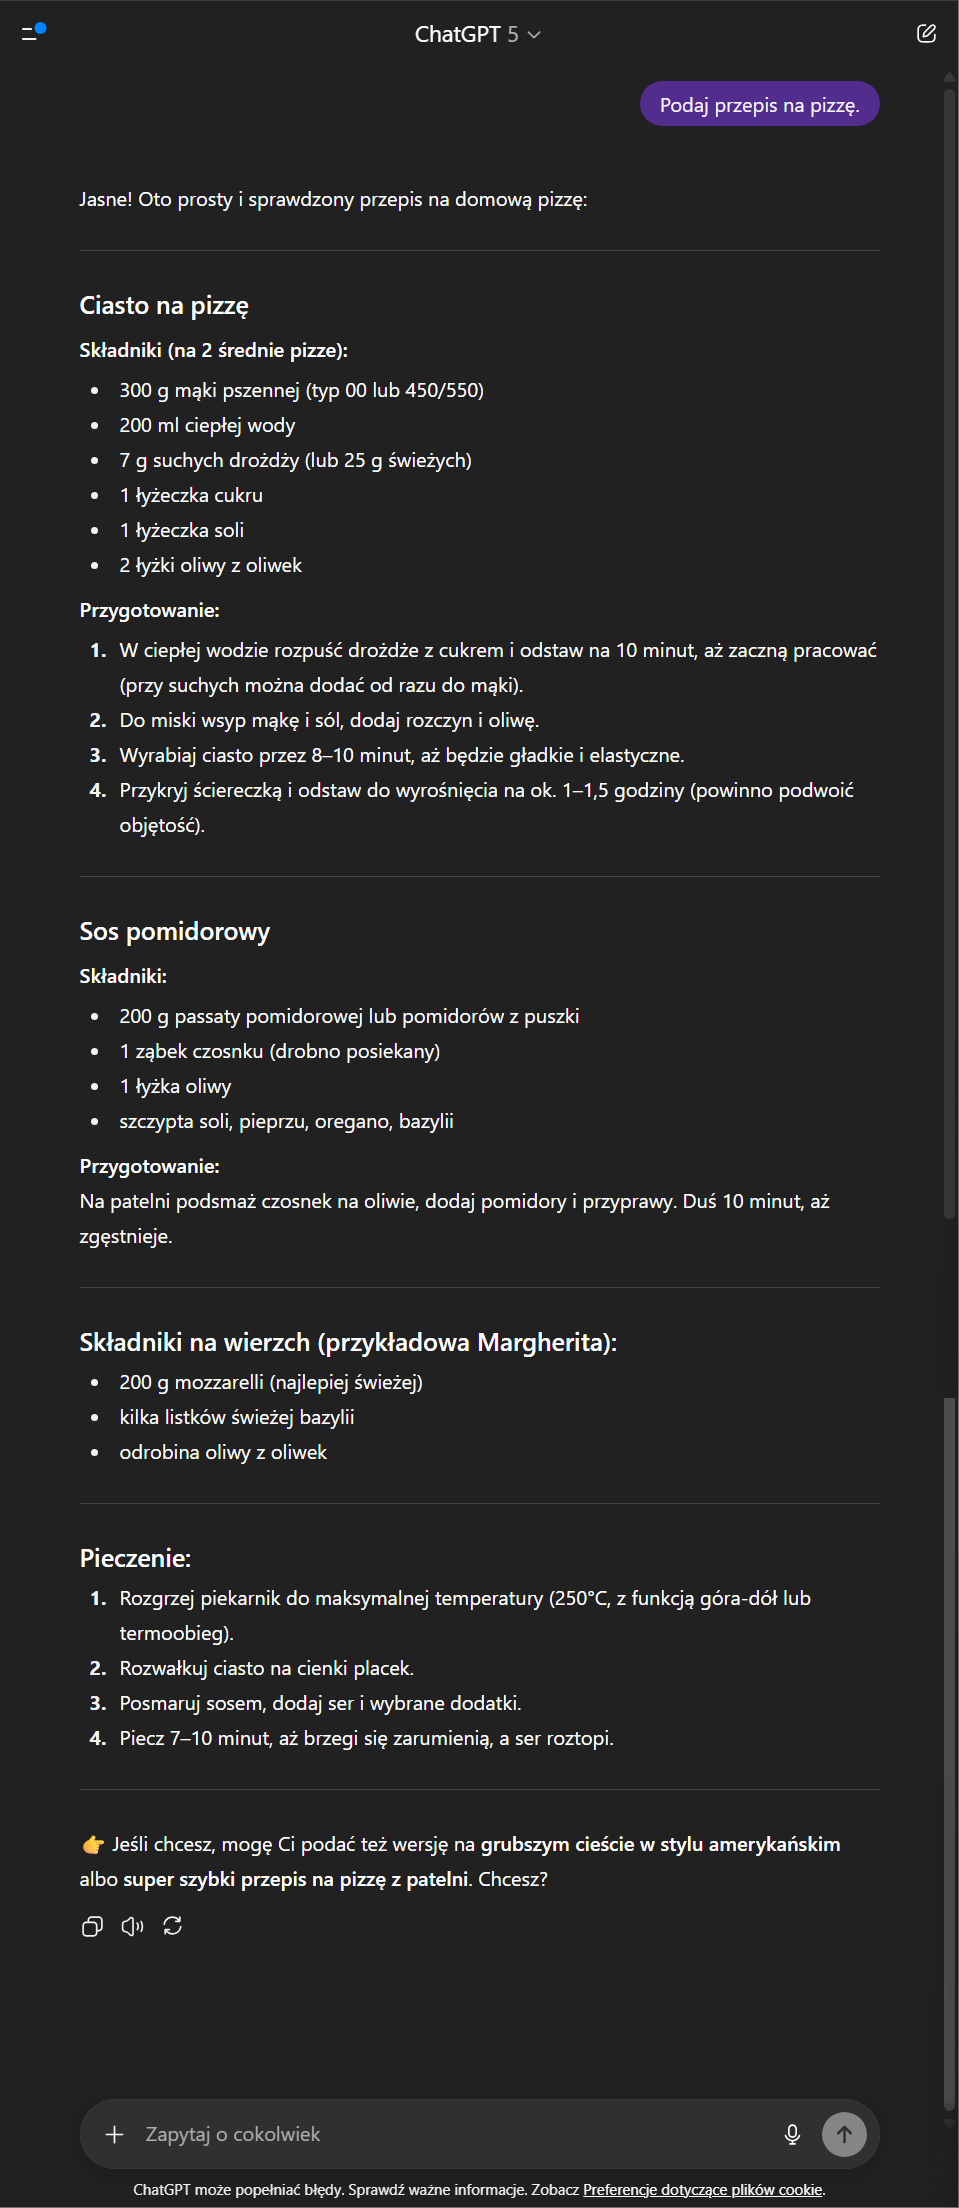 ChatGPT 5
Podaj przepis na pizzę.
Jasne! Oto prosty i sprawdzony przepis na domową pizzę:
Ciasto na pizzę
Składniki (na 2 średnie pizze):
300 g mąki pszennej (typ 00 lub 450/550)
200 ml ciepłej wody
7 g suchych drożdży (lub 25 g świeżych)
1 łyżeczka cukru
1 łyżeczka soli
2 łyżki oliwy z oliwek
Przygotowanie:
1. W ciepłej wodzie rozpuść drożdże z cukrem i odstaw na 10 minut, aż zaczną pracować
(przy suchych można dodać od razu do mąki).
2. Do miski wsyp mąkę i sól, dodaj rozczyn i oliwę.
3. Wyrabiaj ciasto przez 8–10 minut, aż będzie gładkie i elastyczne.
4. Przykryj ściereczką i odstaw do wyrośnięcia na ok. 1–1,5 godziny (powinno podwoić
objętość).
Sos pomidorowy
Składniki:
200 g passaty pomidorowej lub pomidorów z puszki
1 ząbek czosnku (drobno posiekany)
1 łyżka oliwy
szczypta soli, pieprzu, oregano, bazylii
Przygotowanie:
Na patelni podsmaż czosnek na oliwie, dodaj pomidory i przyprawy. Duś 10 minut, aż
zgęstnieje.
Składniki na wierzch (przykładowa Margherita):
200 g mozzarelli (najlepiej świeżej)
kilka listków świeżej bazylii
odrobina oliwy z oliwek
Pieczenie:
1. Rozgrzej piekarnik do maksymalnej temperatury (250°C, z funkcją góra-dół lub
termoobieg).
2. Rozwałkuj ciasto na cienki placek.
3. Posmaruj sosem, dodaj ser i wybrane dodatki.
4. Piecz 7–10 minut, aż brzegi się zarumienią, a ser roztopi.
👉 Jeśli chcesz, mogę Ci podać też wersję na grubszym cieście w stylu amerykańskim
albo super szybki przepis na pizzę z patelni. Chcesz?
Zapytaj o cokolwiek
ChatGPT może popełniać błędy. Sprawdź ważne informacje. Zobacz Preferencje dotyczące plików cookie.